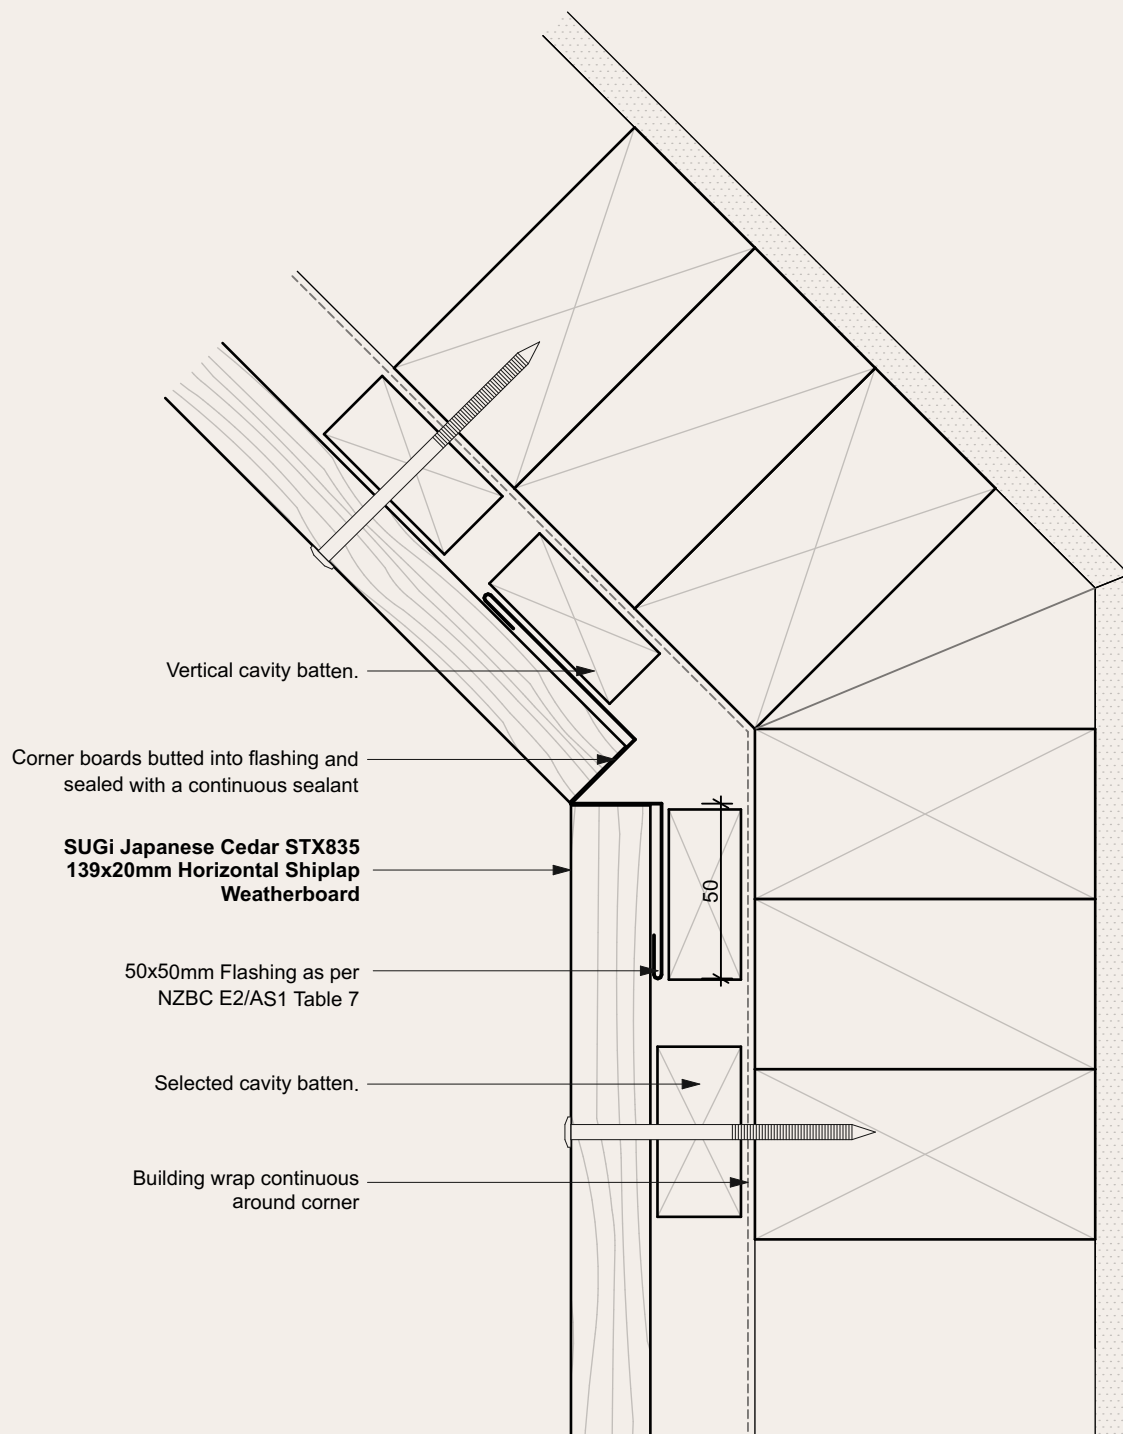 Vertical cavity batten.
Corner boards butted into flashing and
sealed with a continuous sealant
SUGi Japanese Cedar STX835
139x20mm Horizontal Shiplap
Weatherboard
50
50x50mm Flashing as per
NZBC E2/AS1 Table 7
Selected cavity batten.
Building wrap continuous
around corner